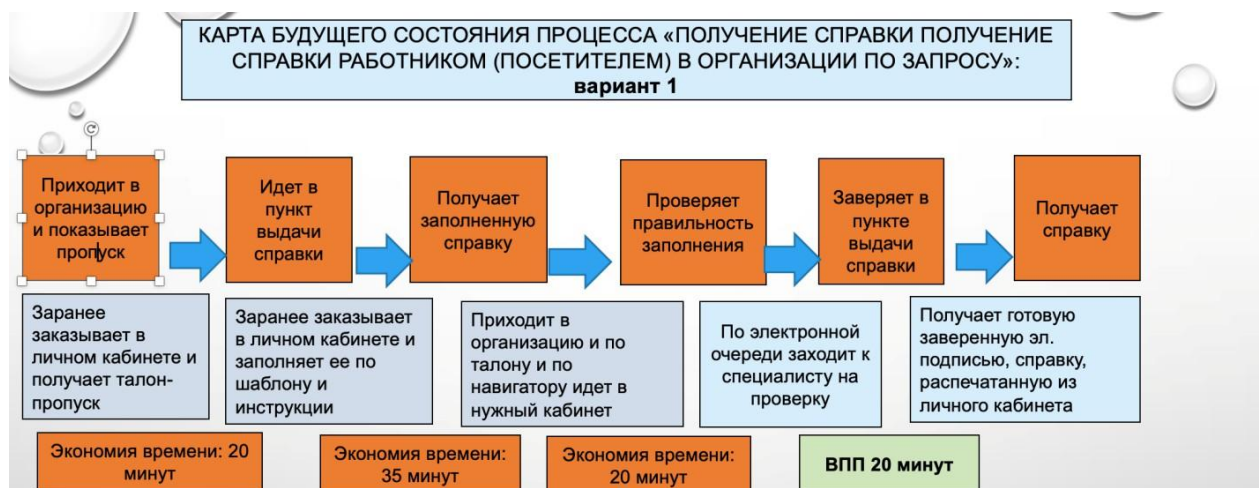 КАРТА БУДУЩЕГО СОСТОЯНИЯ ПРОЦЕССА «ПОЛУЧЕНИЕ СПРАВКИ ПОЛУЧЕНИЕ
СПРАВКИ РАБОТНИКОМ (ПОСЕТИТЕЛЕМ) В ОРГАНИЗАЦИИ ПО ЗАПРОСУ»:
вариант 1
Приходит в
организацию
и показывает
пропуск
Идет в
пункт
выдачи
справки
Получает
заполненную
справку
Проверяет
правильность
заполнения
Заверяет в
пункте
выдачи
справки
Получает
справку
Заранее
заказывает в
личном кабинете и
получает талон-
пропуск
Заранее заказывает
в личном кабинете и
заполняет ее по
шаблону и
инструкции
Приходит в
организацию и по
талону и по
навигатору идет в
нужный кабинет
По электронной
очереди заходит к
специалисту на
проверку
Получает готовую
заверенную эл.
подписью, справку,
распечатанную из
личного кабинета
Экономия времени: 20
минут
Экономия времени:
35 минут
Экономия времени:
20 минут
ВПП 20 минут